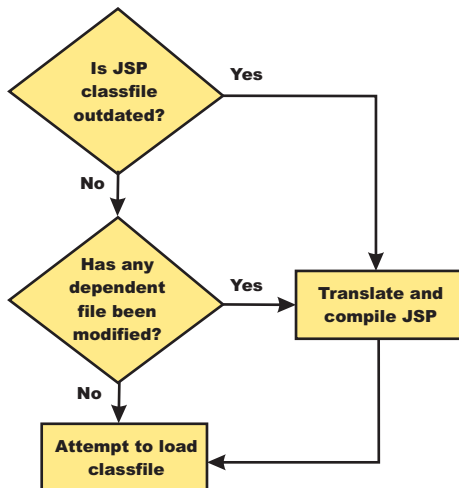 Is JSP
classfile
outdated?
Yes
No
Has any
dependent
file been
modified?
Yes
Translate and
compile JSP
No
Attempt to load
classfile